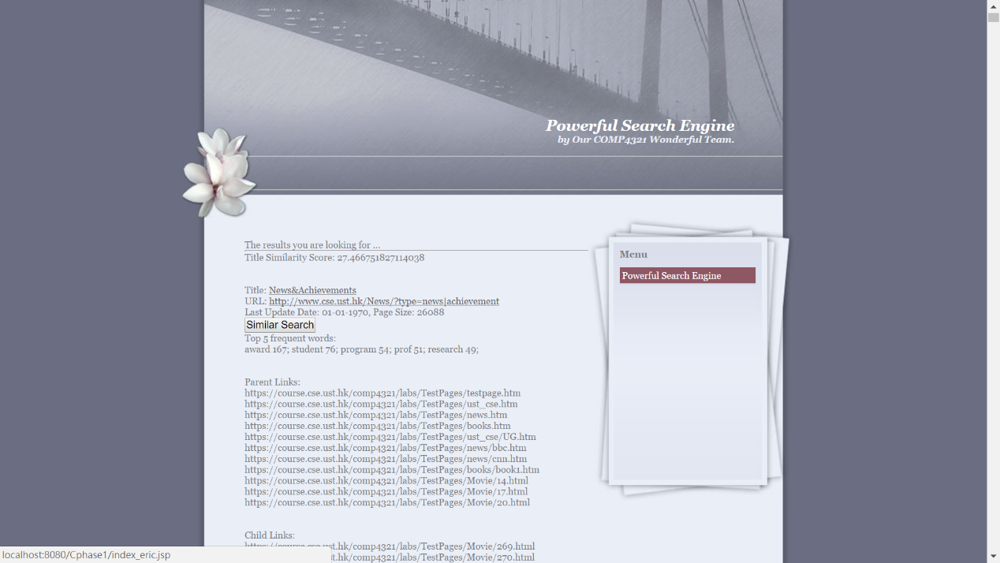 Powerful Search Engine
by Our COMP4321 Wonderful Team.
The results you are looking for ...
Title Similarity Score: 27.466751827114038
Title: News&Achievements
URL: http://www.cse.ust.hk/News/?type=news|achievement
Last Update Date: 01-01-1970, Page Size: 26088
Similar Search
Top 5 frequent words:
award 167; student 76; program 54; prof 51; research 49;
Parent Links:
https://course.cse.ust.hk/comp4321/labs/TestPages/testpage.htm
https://course.cse.ust.hk/comp4321/labs/TestPages/ust_cse.htm
https://course.cse.ust.hk/comp4321/labs/TestPages/news.htm
https://course.cse.ust.hk/comp4321/labs/TestPages/books.htm
https://course.cse.ust.hk/comp4321/labs/TestPages/ust_cse/UG.htm
https://course.cse.ust.hk/comp4321/labs/TestPages/news/bbc.htm
https://course.cse.ust.hk/comp4321/labs/TestPages/news/cnn.htm
https://course.cse.ust.hk/comp4321/labs/TestPages/books/book1.htm
https://course.cse.ust.hk/comp4321/labs/TestPages/Movie/14.html
https://course.cse.ust.hk/comp4321/labs/TestPages/Movie/17.html
https://course.cse.ust.hk/comp4321/labs/TestPages/Movie/20.html
Child Links:
https://course.cse.ust.hk/comp4321/labs/TestPages/Movie/269.html
t.hk/comp4321/labs/TestPages/Movie/270.html
Menu
Powerful Search Engine
localhost:8080/Cphase1/index_eric.jsp